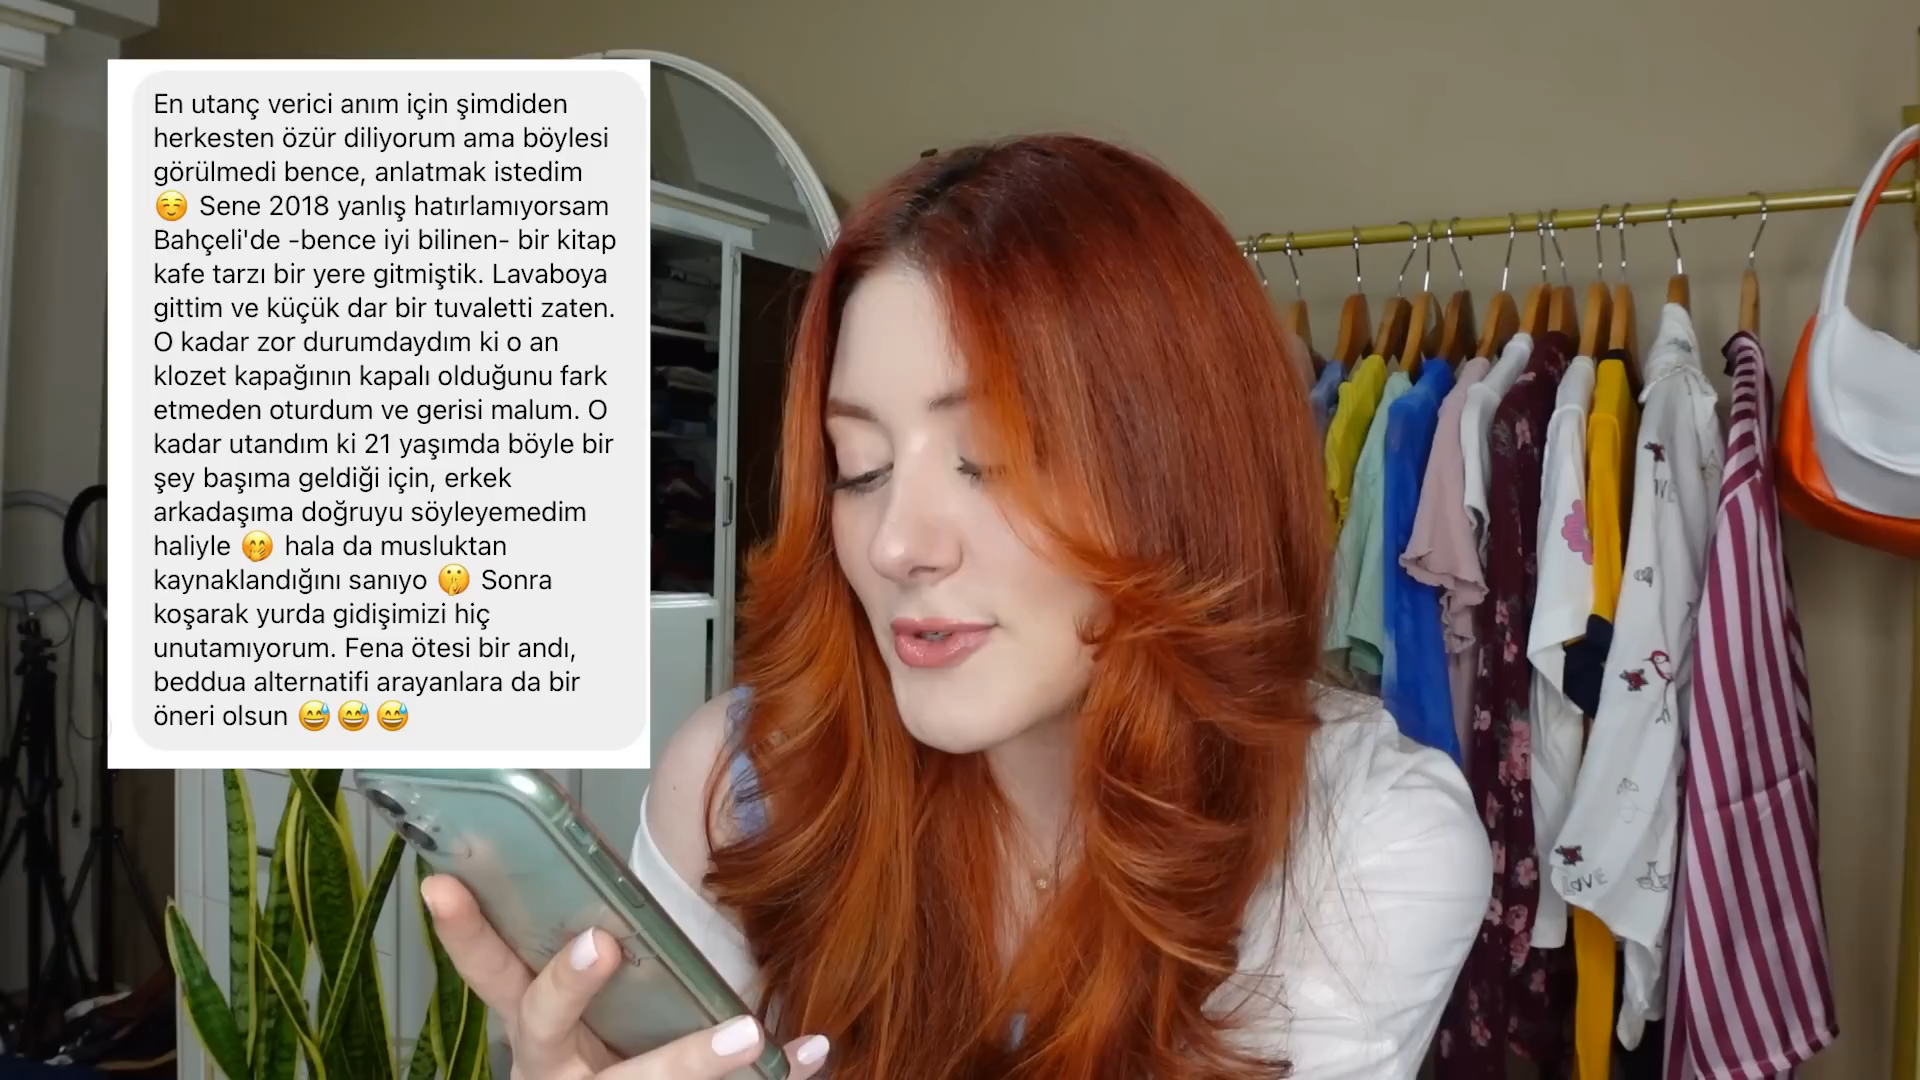 En utanç verici anım için şimdiden
herkesten özür diliyorum ama böylesi
görülmedi bence, anlatmak istedim
☺️ Sene 2018 yanlış hatırlamıyorsam
Bahçeli'de -bence iyi bilinen- bir kitap
kafe tarzı bir yere gitmiştik. Lavaboya
gittim ve küçük dar bir tuvaletti zaten.
O kadar zor durumdaydım ki o an
klozet kapağının kapalı olduğunu fark
etmeden oturdum ve gerisi malum. O
kadar utandım ki 21 yaşımda böyle bir
şey başıma geldiği için, erkek
arkadaşıma doğruyu söyleyemedim
haliyle 🤭 hala da musluktan
kaynaklandığını sanıyo 🤫 Sonra
koşarak yurda gidişimizi hiç
unutamıyorum. Fena ötesi bir andı,
beddua alternatifi arayanlara da bir
öneri olsun 😅😅😅
LOVE